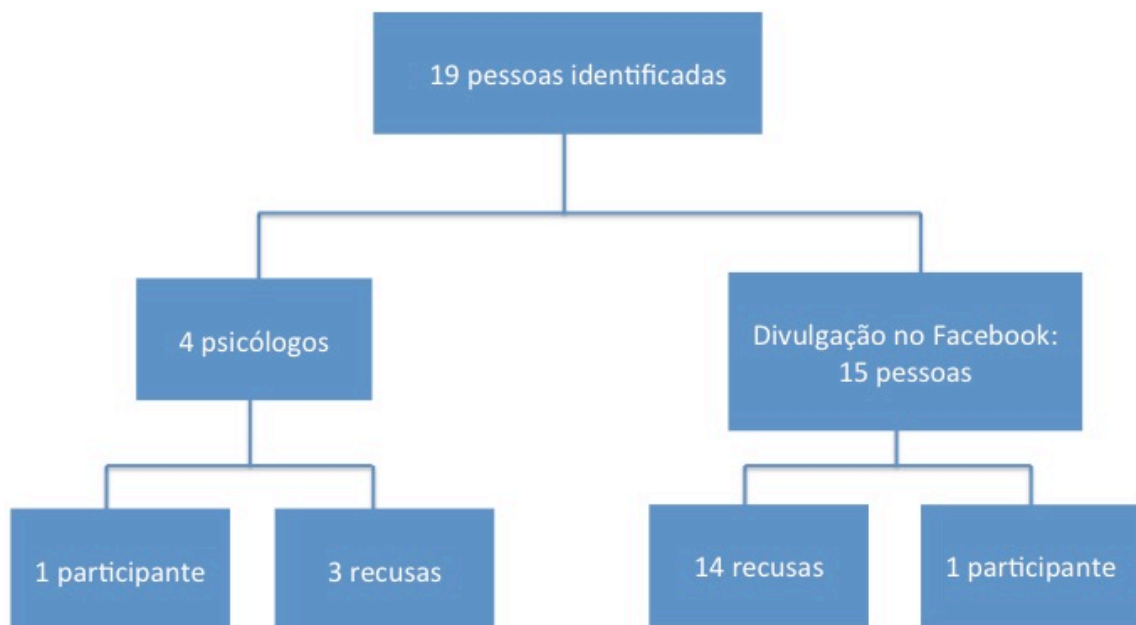 19 pessoas identificadas
4 psicólogos
Divulgação no Facebook:
15 pessoas
1 participante
3 recusas
14 recusas
1 participante